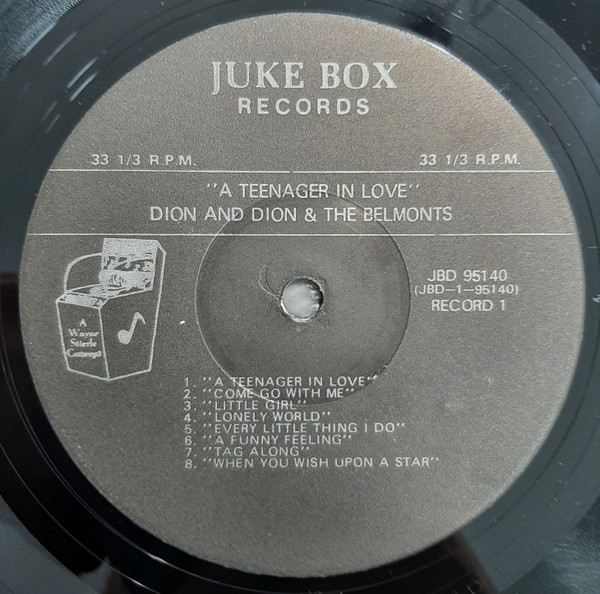 JUKE BOX
RECORDS
33 1/3 R.P.M. 33 1/3 R.P.M.
"A TEENAGER IN LOVE"
DION AND DION & THE BELMONTS
JBD 95140
(JBD-1-95140)
RECORD 1
A
Wayne
Stierle
Concept
1. "A TEENAGER IN LOVE"
2. "COME GO WITH ME"
3. "LITTLE GIRL"
4. "LONELY WORLD"
5. "EVERY LITTLE THING I DO"
6. "A FUNNY FEELING"
7. "TAG ALONG"
8. "WHEN YOU WISH UPON A STAR"